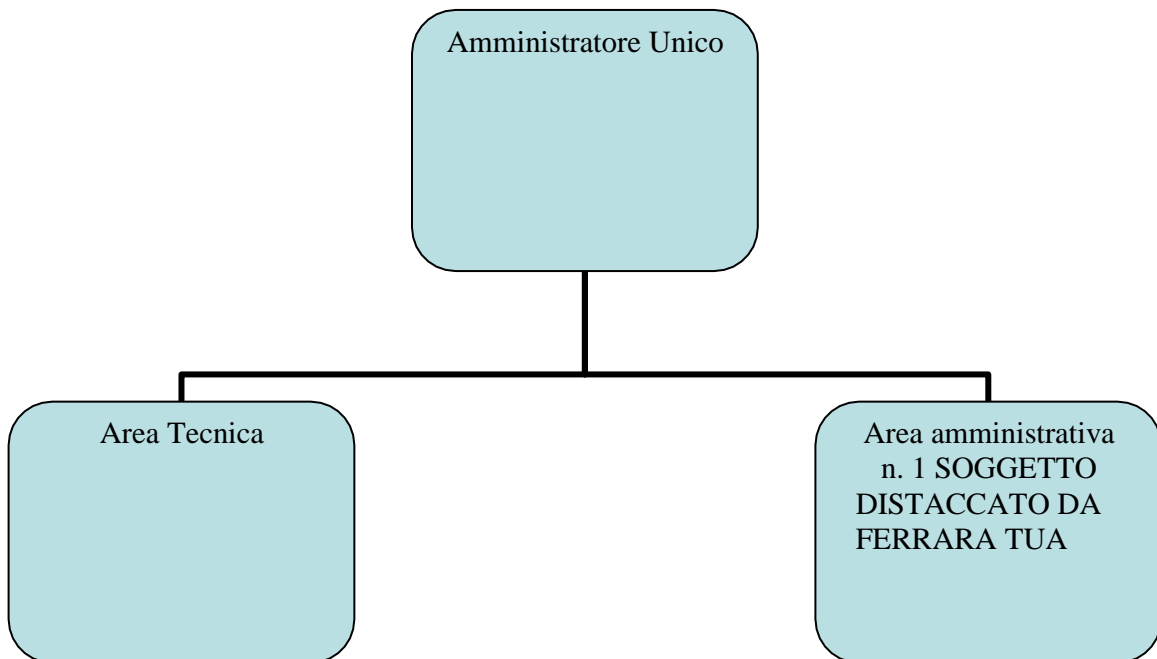 Amministratore Unico
Area Tecnica
Area amministrativa
n. 1 SOGGETTO
DISTACCATO DA
FERRARA TUA